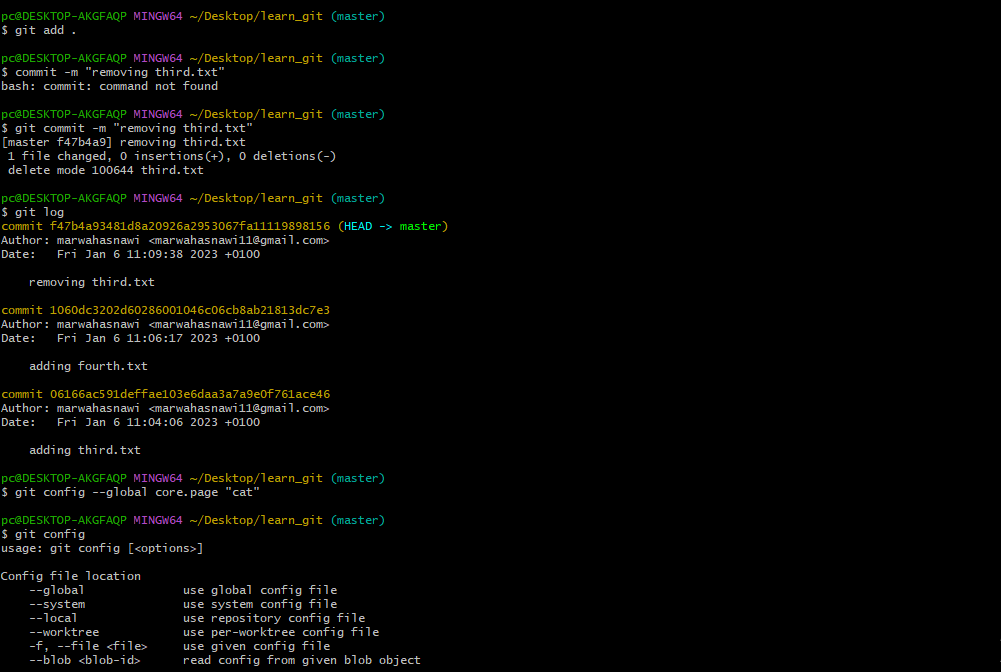 pc@DESKTOP-AKGFAQP MINGW64 ~/Desktop/learn_git (master)
$ git add .
pc@DESKTOP-AKGFAQP MINGW64 ~/Desktop/learn_git (master)
$ commit -m "removing third.txt"
bash: commit: command not found
pc@DESKTOP-AKGFAQP MINGW64 ~/Desktop/learn_git (master)
$ git commit -m "removing third.txt"
[master f47b4a9] removing third.txt
 1 file changed, 0 insertions(+), 0 deletions(-)
 delete mode 100644 third.txt
pc@DESKTOP-AKGFAQP MINGW64 ~/Desktop/learn_git (master)
$ git log
commit f47b4a93481d8a20926a2953067fa11119898156 (HEAD -> master)
Author: marwahasnawi <marwahasnawi11@gmail.com>
Date:   Fri Jan 6 11:09:38 2023 +0100
    removing third.txt
commit 1060dc3202d60286001046c06cb8ab21813dc7e3
Author: marwahasnawi <marwahasnawi11@gmail.com>
Date:   Fri Jan 6 11:06:17 2023 +0100
    adding fourth.txt
commit 06166ac591deffae103e6daa3a7a9e0f761ace46
Author: marwahasnawi <marwahasnawi11@gmail.com>
Date:   Fri Jan 6 11:04:06 2023 +0100
    adding third.txt
pc@DESKTOP-AKGFAQP MINGW64 ~/Desktop/learn_git (master)
$ git config --global core.page "cat"
pc@DESKTOP-AKGFAQP MINGW64 ~/Desktop/learn_git (master)
$ git config
usage: git config [<options>]
Config file location
    --global              use global config file
    --system              use system config file
    --local               use repository config file
    --worktree            use per-worktree config file
    -f, --file <file>     use given config file
    --blob <blob-id>      read config from given blob object